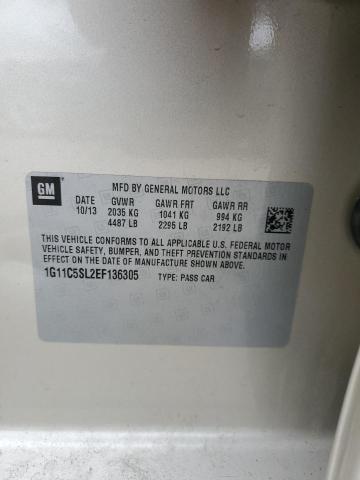 GM
MFD BY GENERAL MOTORS LLC
DATE GVWR GAWR FRT GAWR RR
10/13 2035 KG 1041 KG 994 KG
4487 LB 2295 LB 2192 LB
THIS VEHICLE CONFORMS TO ALL APPLICABLE U.S. FEDERAL MOTOR
VEHICLE SAFETY, BUMPER, AND THEFT PREVENTION STANDARDS IN
EFFECT ON THE DATE OF MANUFACTURE SHOWN ABOVE.
1G11C5SL2EF136305 TYPE: PASS CAR